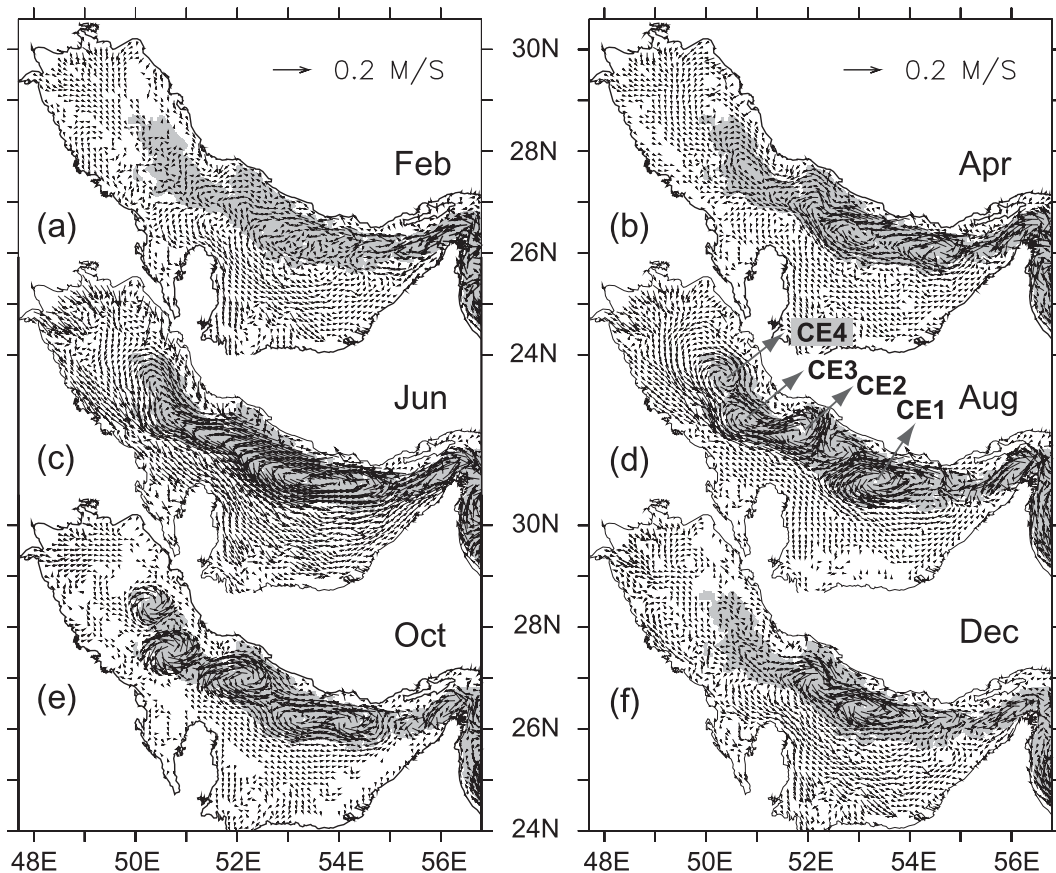 0.2 M/S
0.2 M/S
30N
Feb
Apr
28N
(a)
(b)
26N
CE4
24N
CE3
CE2
Jun
CE1
Aug
(c)
(d)
30N
Oct
Dec
28N
(e)
(f)
26N
24N
48E 50E 52E 54E 56E
48E 50E 52E 54E 56E